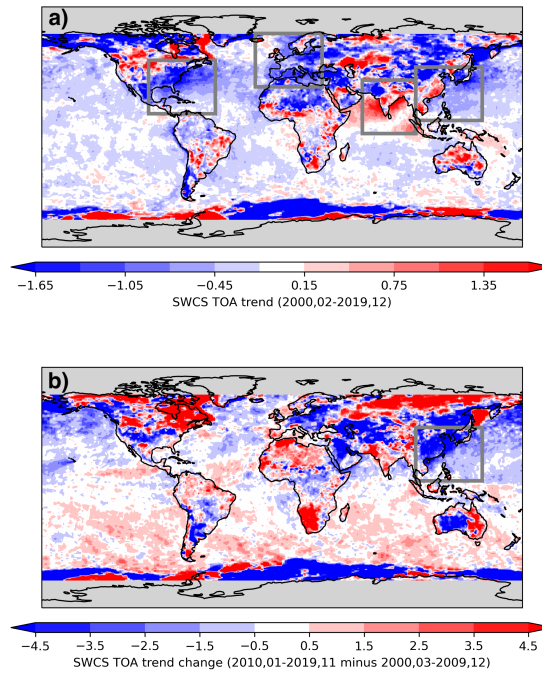 a)
−1.65 −1.05 −0.45 0.15 0.75 1.35
SWCS TOA trend (2000,02-2019,12)
b)
−4.5 −3.5 −2.5 −1.5 −0.5 0.5 1.5 2.5 3.5 4.5
SWCS TOA trend change (2010,01-2019,11 minus 2000,03-2009,12)